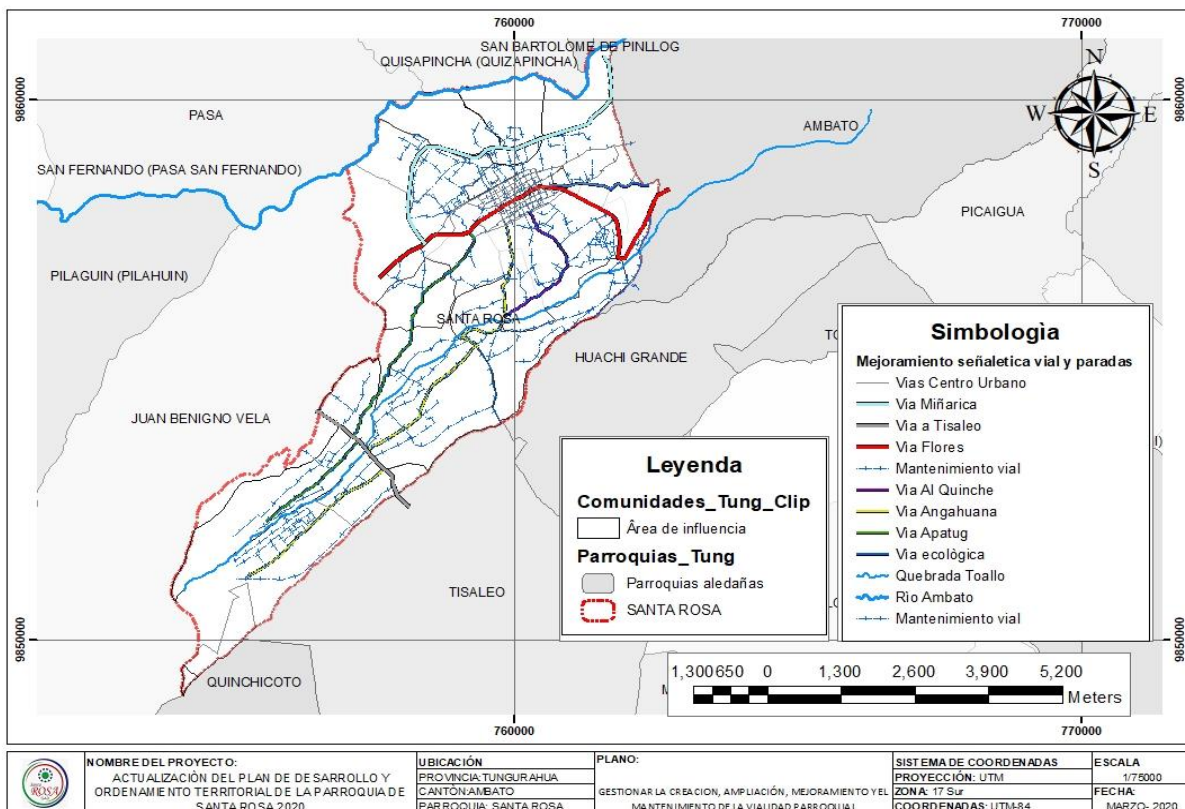 760000
770000
9860000
9860000
SAN BARTOLOME DE PINLLOG
QUISAPINCHA (QUIZAPINCHA)
N
W
E
S
PASA
AMBATO
SAN FERNANDO (PASA SAN FERNANDO)
PICAIGUA
PILAGUIN (PILAHUIN)
SANTA ROSA
HUACHI GRANDE
JUAN BENIGNO VELA
TISALEO
QUINCHICOTO
Simbologìa
Mejoramiento señaletica vial y paradas
Vias Centro Urbano
Via Miñarica
Via a Tisaleo
Via Flores
Mantenimiento vial
Via Al Quinche
Via Angahuana
Via Apatug
Via ecològica
Quebrada Toallo
Rìo Ambato
Mantenimiento vial
Leyenda
Comunidades_Tung_Clip
Área de influencia
Parroquias_Tung
Parroquias aledañas
SANTA ROSA
9850000
9850000
1,300 650 0 1,300 2,600 3,900 5,200
Meters
760000
770000
ROSA
NOMBRE DEL PROYECTO:
ACTUALIZACIÓN DEL PLAN DE DESARROLLO Y
ORDENAMIENTO TERRITORIAL DE LA PARROQUIA DE
SANTA ROSA 2020
UBICACIÓN
PROVINCIA:TUNGURAHUA
CANTÓN:AMBATO
PARROQUIA: SANTA ROSA
PLANO:
GESTIONAR LA CREACION, AMPLIACIÓN, MEJORAMIENTO Y EL
MANTENIMIENTO DE LA VIALIDAD PARROQUIAL
SISTEMA DE COORDENADAS
PROYECCIÓN: UTM
ZONA: 17 Sur
COORDENADAS: UTM-84
ESCALA
1/75000
FECHA:
MARZO- 2020